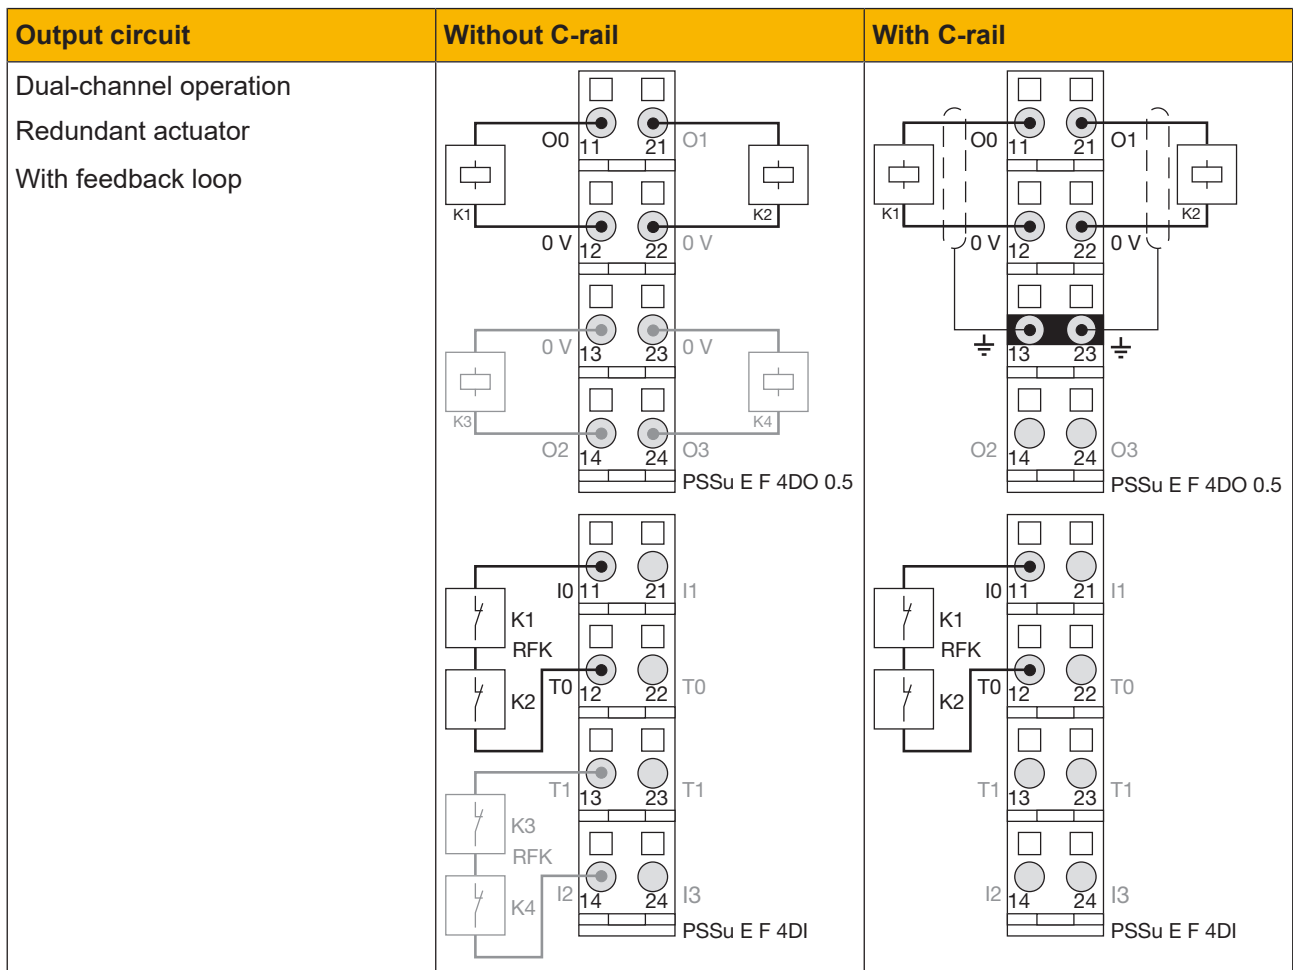 Output circuit
Without C-rail
With C-rail
Dual-channel operation
Redundant actuator
With feedback loop
O0 11 21 O1
K1 K2
0 V 12 22 0 V
0 V 13 23 0 V
K3 K4
O2 14 24 O3
PSSu E F 4DO 0.5
I0 11 21 I1
K1
RFK
K2 T0 12 22 T0
T1 13 23 T1
K3
RFK
K4 I2 14 24 I3
PSSu E F 4DI
O0 11 21 O1
K1 K2
0 V 12 22 0 V
13 23
O2 14 24 O3
PSSu E F 4DO 0.5
I0 11 21 I1
K1
RFK
K2 T0 12 22 T0
T1 13 23 T1
I2 14 24 I3
PSSu E F 4DI